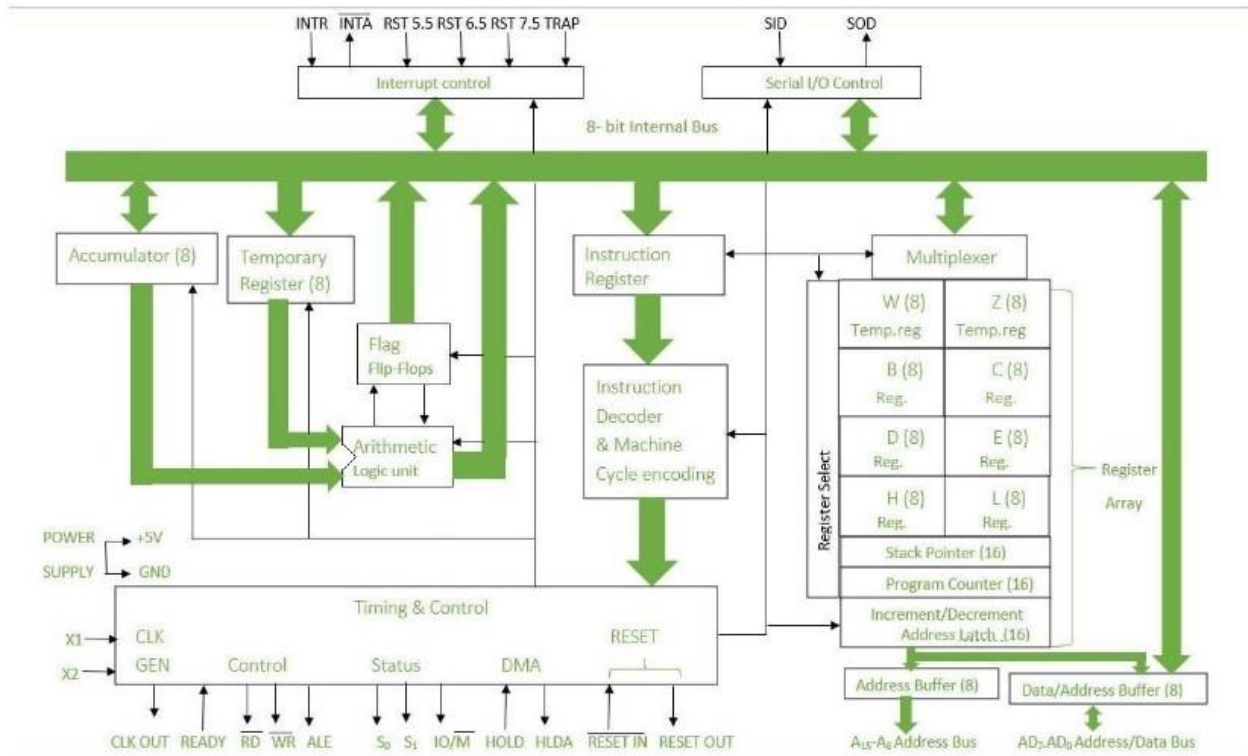 INTR INTA RST 5.5 RST 6.5 RST 7.5 TRAP SID SOD
Interrupt control
Serial I/O Control
8- bit Internal Bus
Accumulator (8)
Temporary
Register (8)
Instruction
Register
Multiplexer
Flag
Flip-Flops
Arithmetic
Logic unit
Instruction
Decoder
& Machine
Cycle encoding
Register Select
W (8)
Temp.reg
Z (8)
Temp.reg
B (8)
Reg.
C (8)
Reg.
D (8)
Reg.
E (8)
Reg.
H (8)
Reg.
L (8)
Reg.
Stack Pointer (16)
Program Counter (16)
Increment/Decrement
Address Latch (16)
Register
Array
POWER +5V
SUPPLY GND
Timing & Control
X1
X2
CLK
GEN
Control
Status
DMA
RESET
CLK OUT READY RD WR ALE S0 S1 IO/M HOLD HLDA RESET IN RESET OUT
Address Buffer (8)
Data/Address Buffer (8)
A15-A8 Address Bus
AD7-AD0 Address/Data Bus